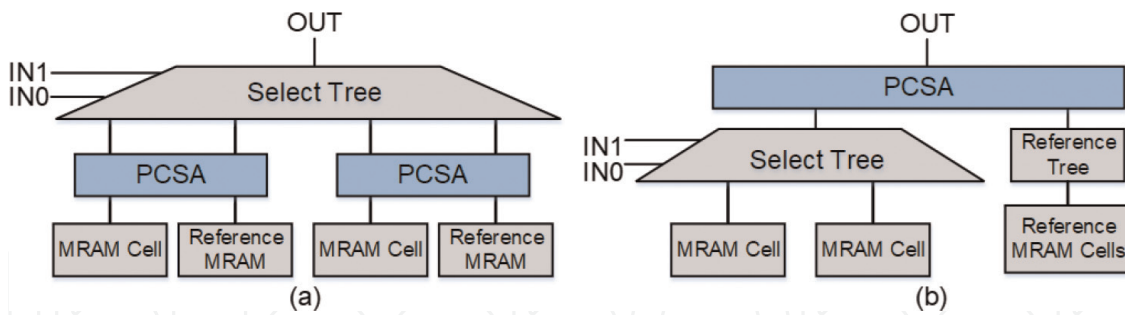 OUT
IN1
IN0
Select Tree
PCSA
PCSA
MRAM Cell
Reference
MRAM
MRAM Cell
Reference
MRAM
(a)
OUT
PCSA
IN1
IN0
Select Tree
Reference
Tree
MRAM Cell
MRAM Cell
Reference
MRAM Cells
(b)